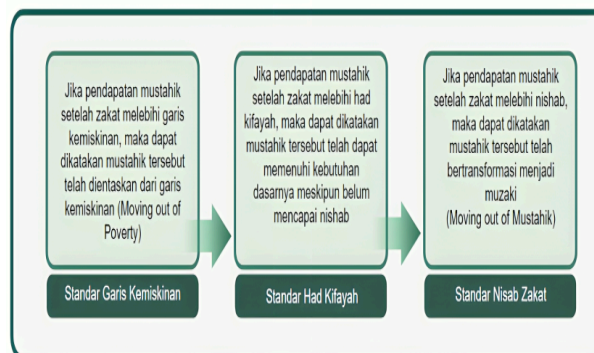 Jika pendapatan mustahik
setelah zakat melebihi garis
kemiskinan, maka dapat
dikatakan mustahik tersebut
telah dientaskan dari garis
kemiskinan (Moving out of
Poverty)
Standar Garis Kemiskinan
Jika pendapatan mustahik
setelah zakat melebihi had
kifayah, maka dapat dikatakan
mustahik tersebut telah dapat
memenuhi kebutuhan
dasarnya meskipun belum
mencapai nishab
Standar Had Kifayah
Jika pendapatan mustahik
setelah zakat melebihi nishab,
maka dapat dikatakan
mustahik tersebut telah
bertransformasi menjadi
muzaki
(Moving out of Mustahik)
Standar Nisab Zakat